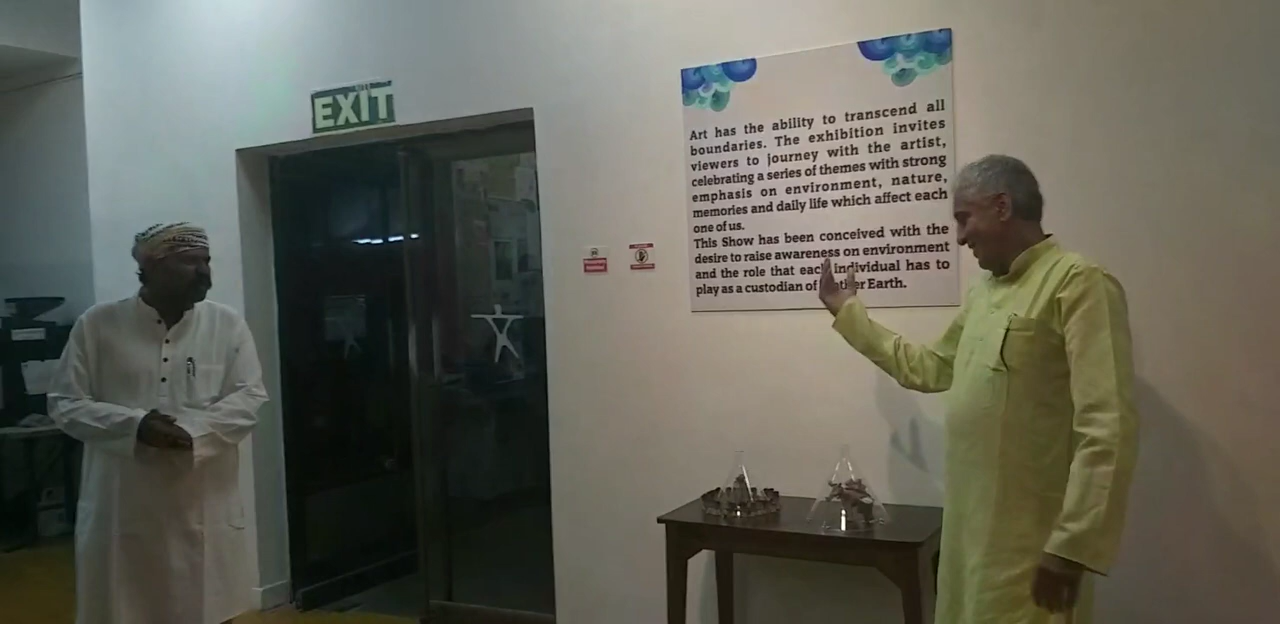 EXIT
Art has the ability to transcend all
boundaries. The exhibition invites
viewers to journey with the artist,
celebrating a series of themes with strong
emphasis on environment, nature,
memories and daily life which affect each
one of us.
This Show has been conceived with the
desire to raise awareness on environment
and the role that each individual has to
play as a custodian of Mother Earth.